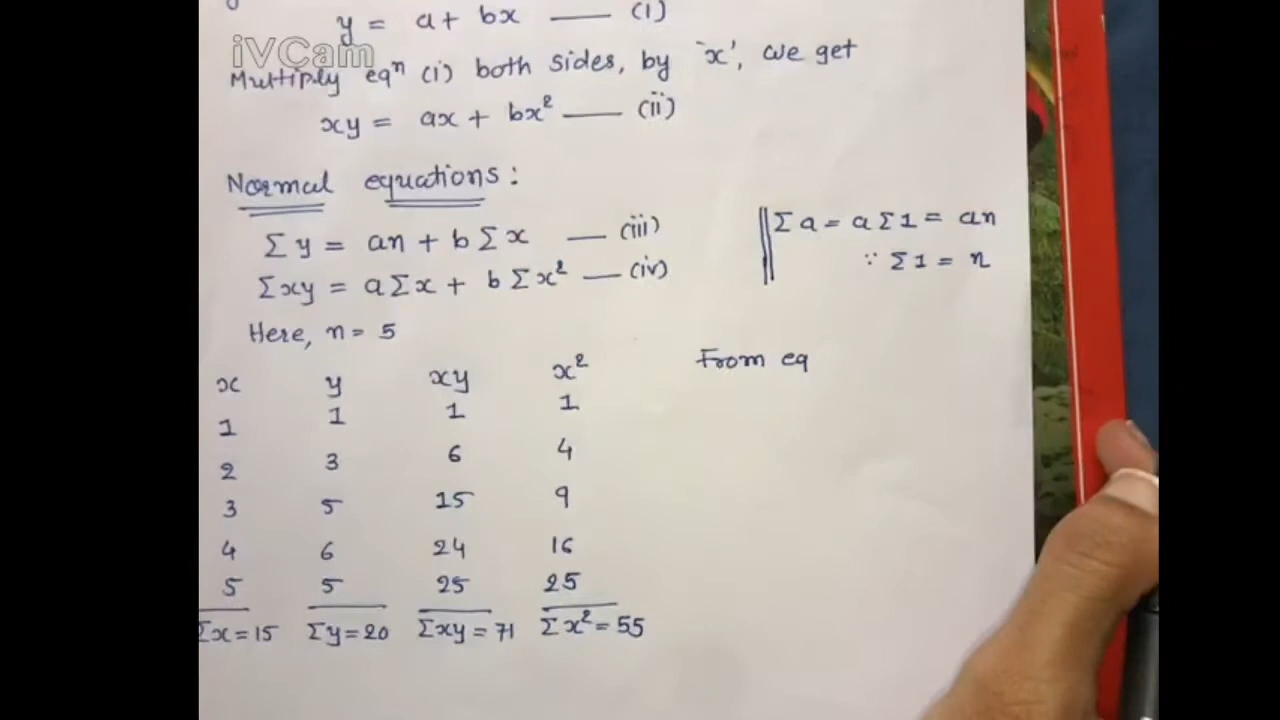 y = a + bx —— (i)
iVCam
Multiply eqⁿ (i) both sides, by 'x', we get
xy = ax + bx² —— (ii)
Normal equations :
Σy = an + bΣx — (iii)
Σxy = aΣx + bΣx² — (iv)
Σa = aΣ1 = an
∵ Σ1 = n
Here, n = 5
From eq
x y xy x²
1 1 1 1
2 3 6 4
3 5 15 9
4 6 24 16
5 5 25 25
Σx = 15 Σy = 20 Σxy = 71 Σx² = 55